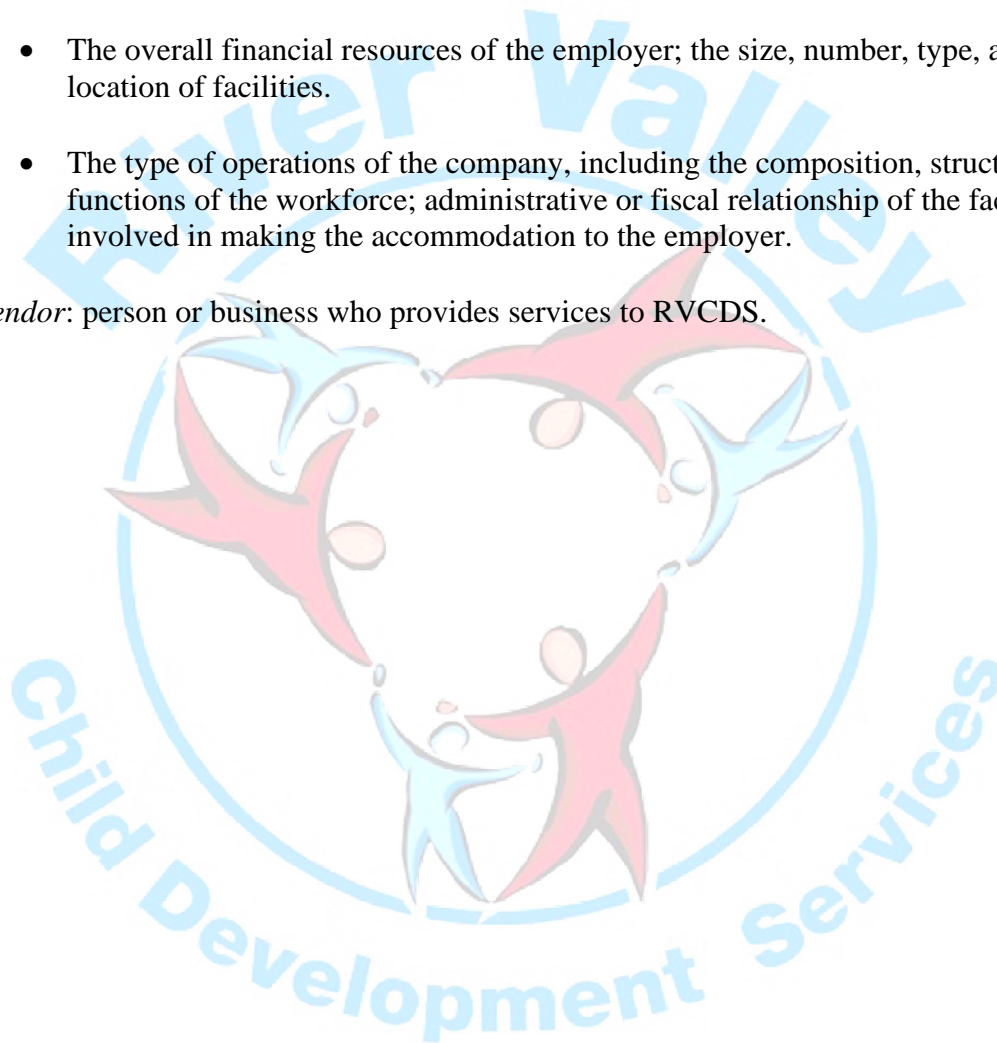 • The overall financial resources of the employer; the size, number, type, a
location of facilities.
• The type of operations of the company, including the composition, struct
functions of the workforce; administrative or fiscal relationship of the fac
involved in making the accommodation to the employer.
endor: person or business who provides services to RVCDS.
River Valley
Child Development Services